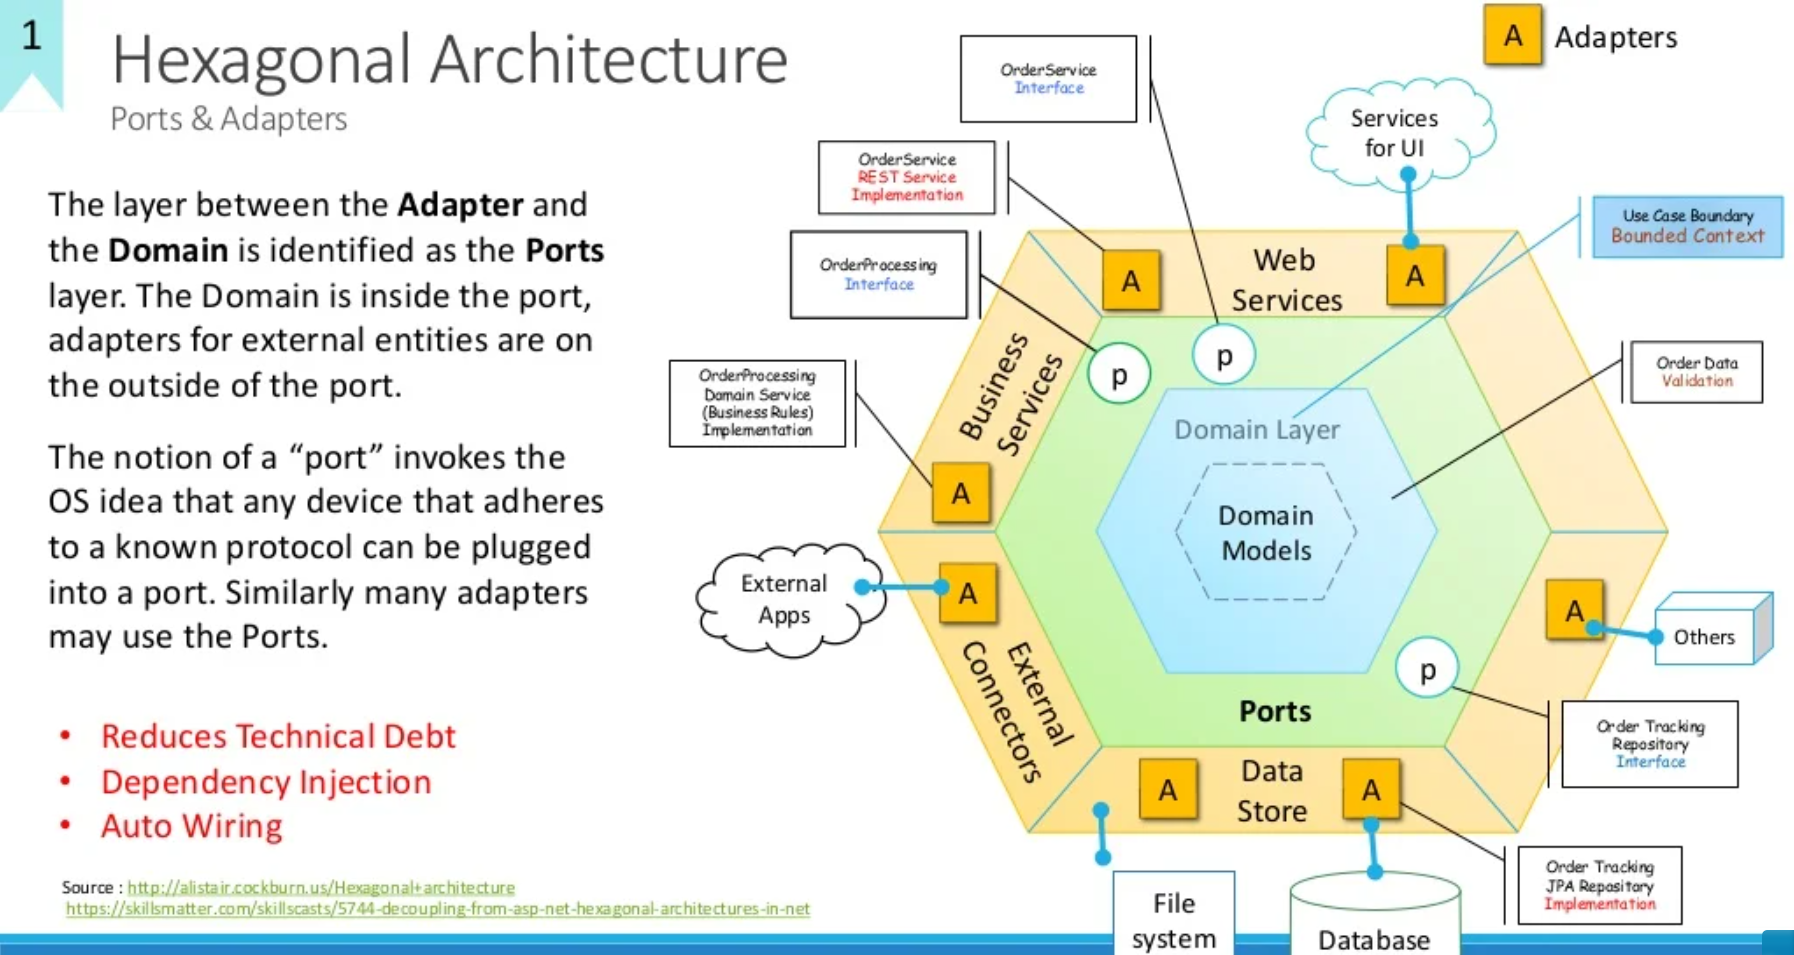 1
Hexagonal Architecture
Ports & Adapters
The layer between the Adapter and
the Domain is identified as the Ports
layer. The Domain is inside the port,
adapters for external entities are on
the outside of the port.
The notion of a “port” invokes the
OS idea that any device that adheres
to a known protocol can be plugged
into a port. Similarly many adapters
may use the Ports.
• Reduces Technical Debt
• Dependency Injection
• Auto Wiring
Source : http://alistair.cockburn.us/Hexagonal+architecture
https://skillsmatter.com/skillscasts/5744-decoupling-from-asp-net-hexagonal-architectures-in-net
A Adapters
OrderService
Interface
Services
for UI
OrderService
REST Service
Implementation
Use Case Boundary
Bounded Context
OrderProcessing
Interface
A
Web
Services
A
Business
Services
p
p
Order Data
Validation
OrderProcessing
Domain Service
(Business Rules)
Implementation
Domain Layer
A
Domain
Models
External
Apps
A
A
Others
External
Connectors
p
Ports
Order Tracking
Repository
Interface
A
Data
Store
A
Order Tracking
JPA Repository
Implementation
File
system
Database